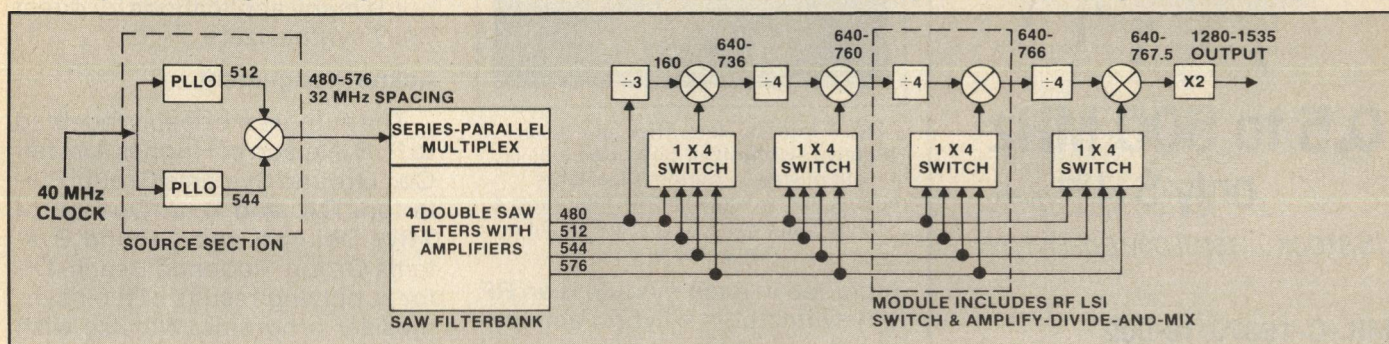 PLLO
512
PLLO
544
40 MHz
CLOCK
SOURCE SECTION
480-576
32 MHz SPACING
SERIES-PARALLEL
MULTIPLEX
4 DOUBLE SAW
FILTERS WITH
AMPLIFIERS
480
512
544
576
SAW FILTERBANK
÷3
160
640-
736
÷4
640-
760
÷4
640-
766
÷4
640-
767.5
X2
1280-1535
OUTPUT
1 X 4
SWITCH
1 X 4
SWITCH
1 X 4
SWITCH
1 X 4
SWITCH
MODULE INCLUDES RF LSI
SWITCH & AMPLIFY-DIVIDE-AND-MIX